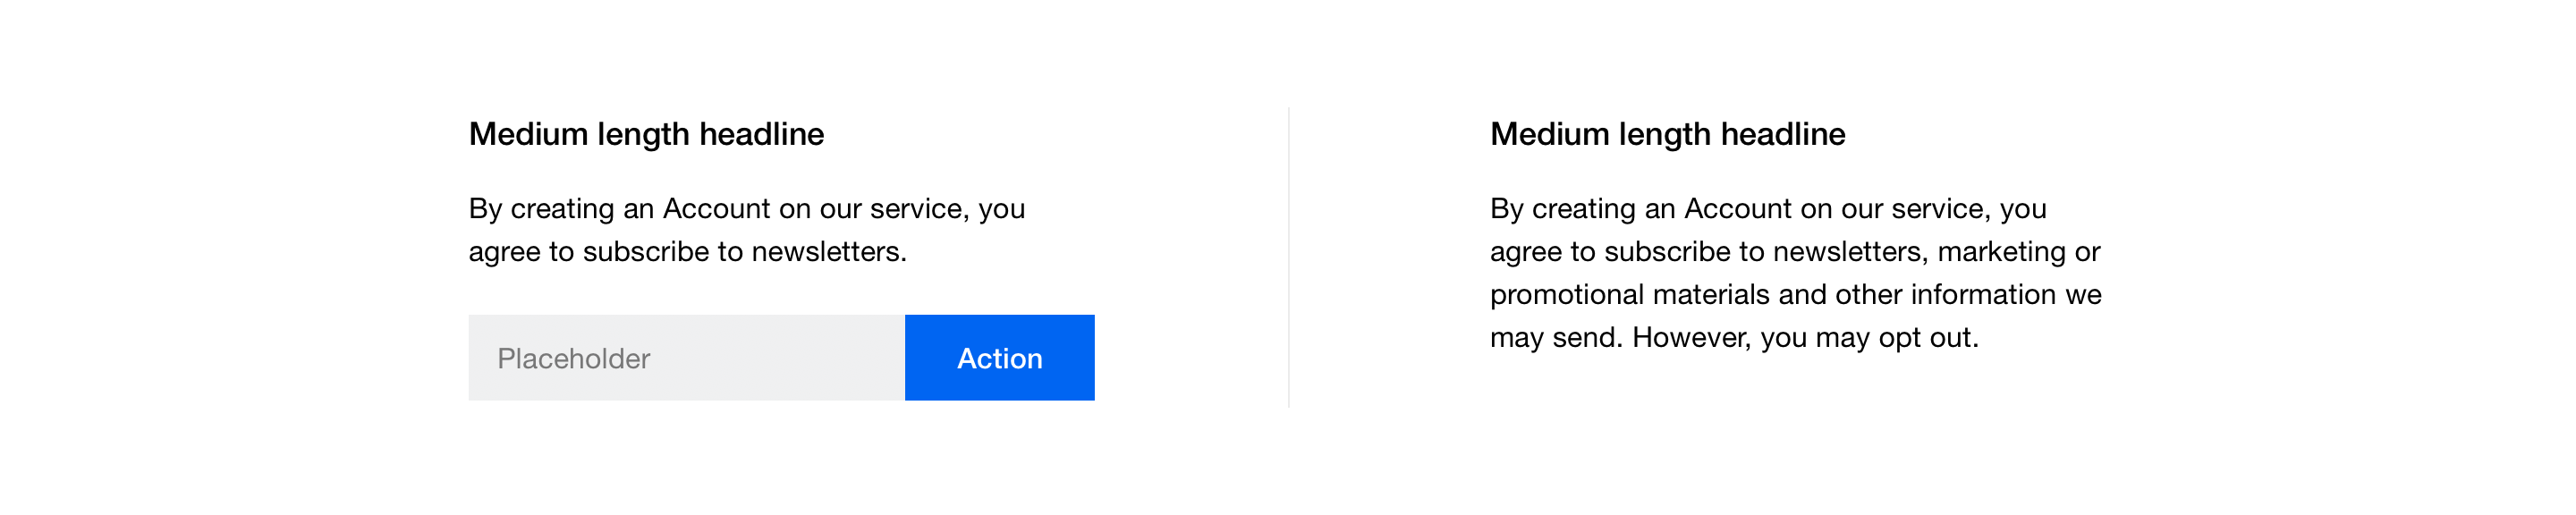 Medium length headline
By creating an Account on our service, you
agree to subscribe to newsletters.
Placeholder
Action
Medium length headline
By creating an Account on our service, you
agree to subscribe to newsletters, marketing or
promotional materials and other information we
may send. However, you may opt out.